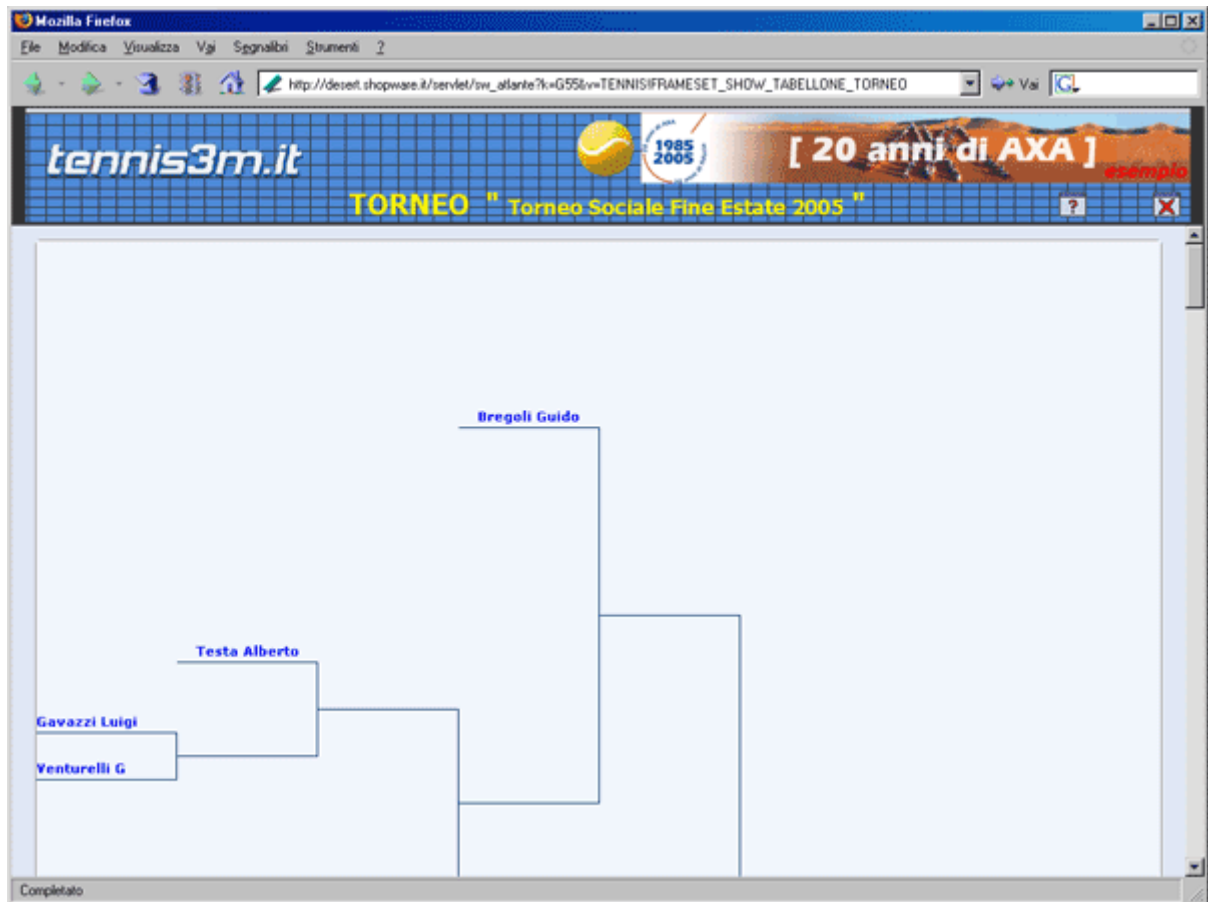 Mozilla Firefox
File Modifica Visualizza Vai Segnalibri Strumenti ?
http://desert.shopware.it/servlet/sw_atlante?k=G55&v=TENNIS!FRAMESET_SHOW_TABELLONE_TORNEO Vai G
tennis3m.it
1985 2005
[ 20 anni di AXA ]
esempio
TORNEO " Torneo Sociale Fine Estate 2005 "
?
Bregoli Guido
Testa Alberto
Gavazzi Luigi
Venturelli G
Completato